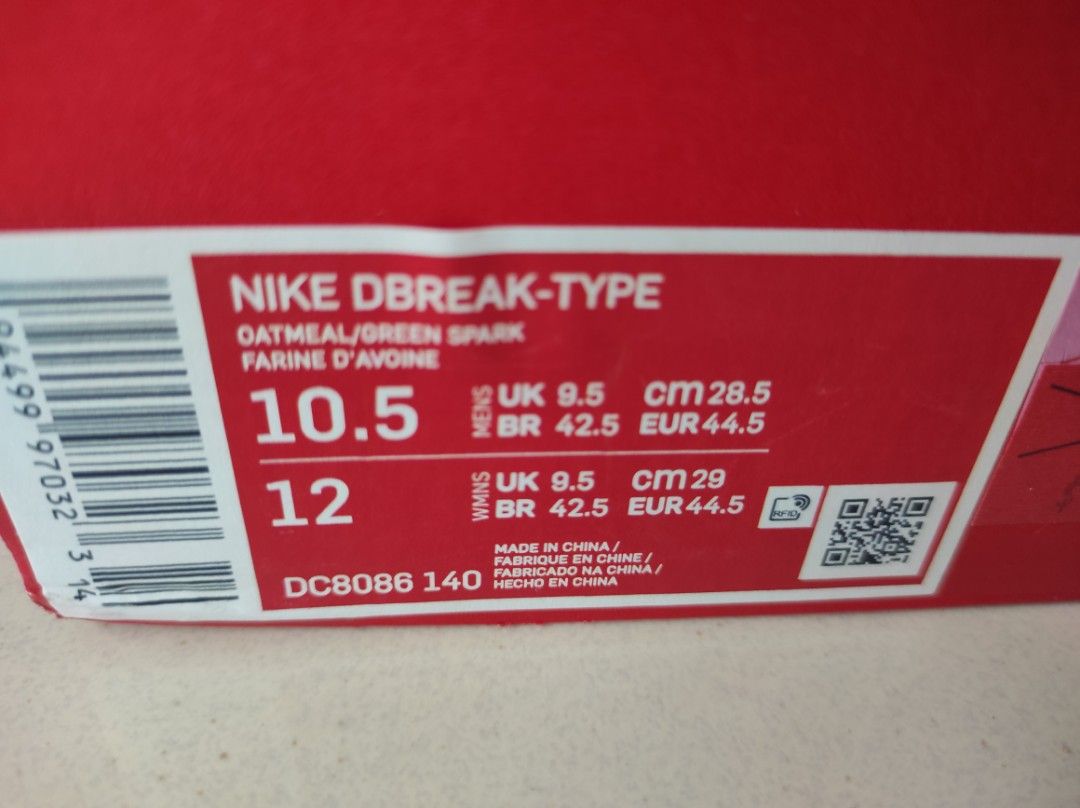 NIKE DBREAK-TYPE
OATMEAL/GREEN SPARK
FARINE D'AVOINE
10.5 MENS UK 9.5 cm 28.5
BR 42.5 EUR 44.5
12 WMNS UK 9.5 cm 29
BR 42.5 EUR 44.5
RFID
MADE IN CHINA /
FABRIQUE EN CHINE /
FABRICADO NA CHINA /
HECHO EN CHINA
DC8086 140
97032 3 14